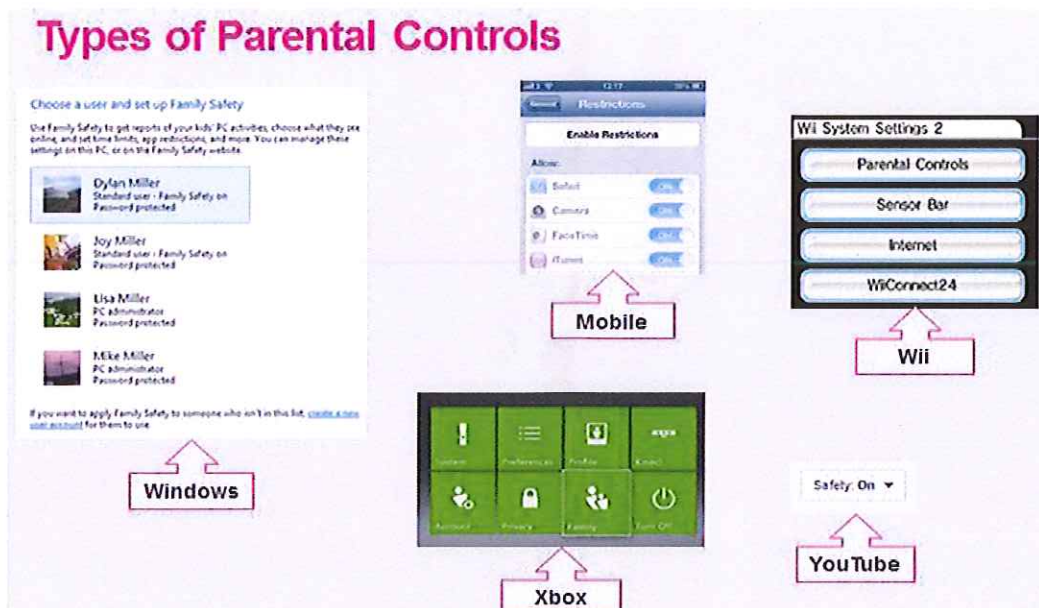 Types of Parental Controls
Choose a user and set up Family Safety
Use Family Safety to get reports of your kids' PC activities, choose what they see
online, and set time limits, app restrictions, and more. You can manage these
settings on this PC, or on the Family Safety website.
Dylan Miller
Standard user - Family Safety on
Password protected
Joy Miller
Standard user - Family Safety on
Password protected
Lisa Miller
PC administrator
Password protected
Mike Miller
PC administrator
Password protected
If you want to apply Family Safety to someone who isn't in this list, create a new
user account for them to use.
Windows
12:17
General
Restrictions
Enable Restrictions
Allow:
Safari ON
Camera ON
FaceTime ON
iTunes ON
Mobile
Wii System Settings 2
Parental Controls
Sensor Bar
Internet
WiiConnect24
Wii
System
Preferences
Profile
Kinect
Account
Privacy
Family
Turn Off
Xbox
Safety: On
YouTube